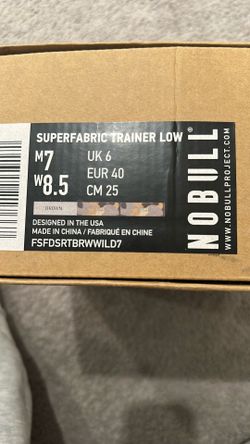 SUPERFABRIC TRAINER LOW
M7
W8.5
UK 6
EUR 40
CM 25
BROWN
DESIGNED IN THE USA
MADE IN CHINA / FABRIQUÉ EN CHINE
FSFDSRTBRWWILD7
NOBULL
WWW.NOBULLPROJECT.COM